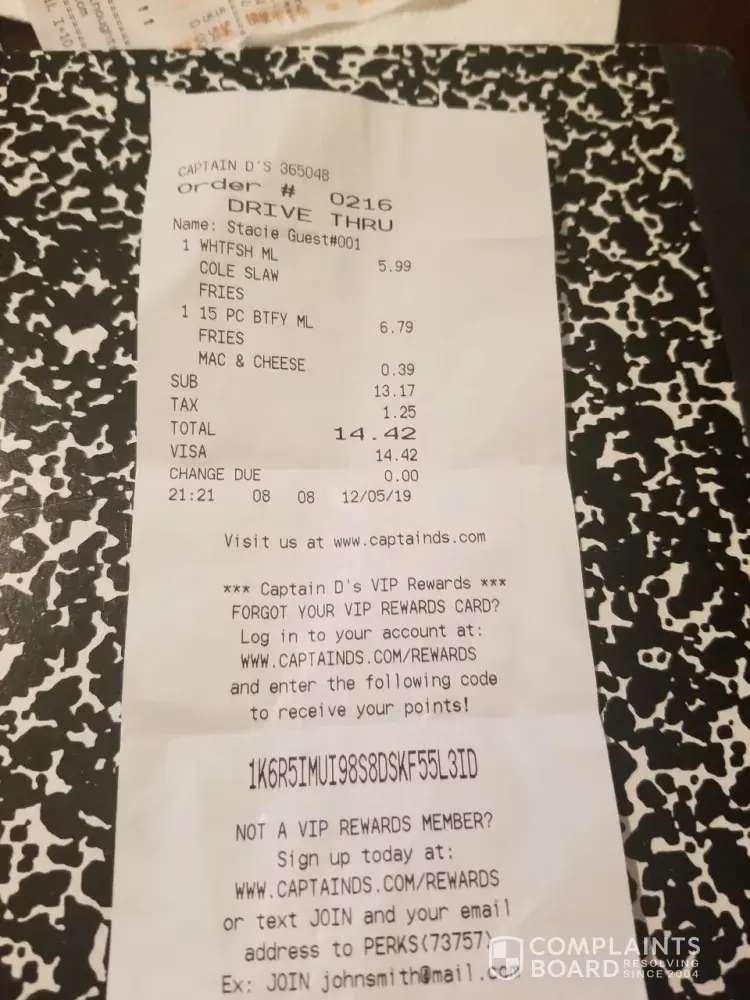 CAPTAIN D'S 365048
order # 0216
DRIVE THRU
Name: Stacie Guest#001
1 WHTFSH ML 5.99
COLE SLAW
FRIES
1 15 PC BTFY ML 6.79
FRIES
MAC & CHEESE 0.39
SUB 13.17
TAX 1.25
TOTAL 14.42
VISA 14.42
CHANGE DUE 0.00
21:21 08 08 12/05/19
Visit us at www.captainds.com
*** Captain D's VIP Rewards ***
FORGOT YOUR VIP REWARDS CARD?
Log in to your account at:
WWW.CAPTAINDS.COM/REWARDS
and enter the following code
to receive your points!
1K6R5IMUI98S8DSKF55L3ID
NOT A VIP REWARDS MEMBER?
Sign up today at:
WWW.CAPTAINDS.COM/REWARDS
or text JOIN and your email
address to PERKS(73757)
Ex: JOIN johnsmith@mail.com
COMPLAINTS
BOARD RESOLVING
SINCE 2004